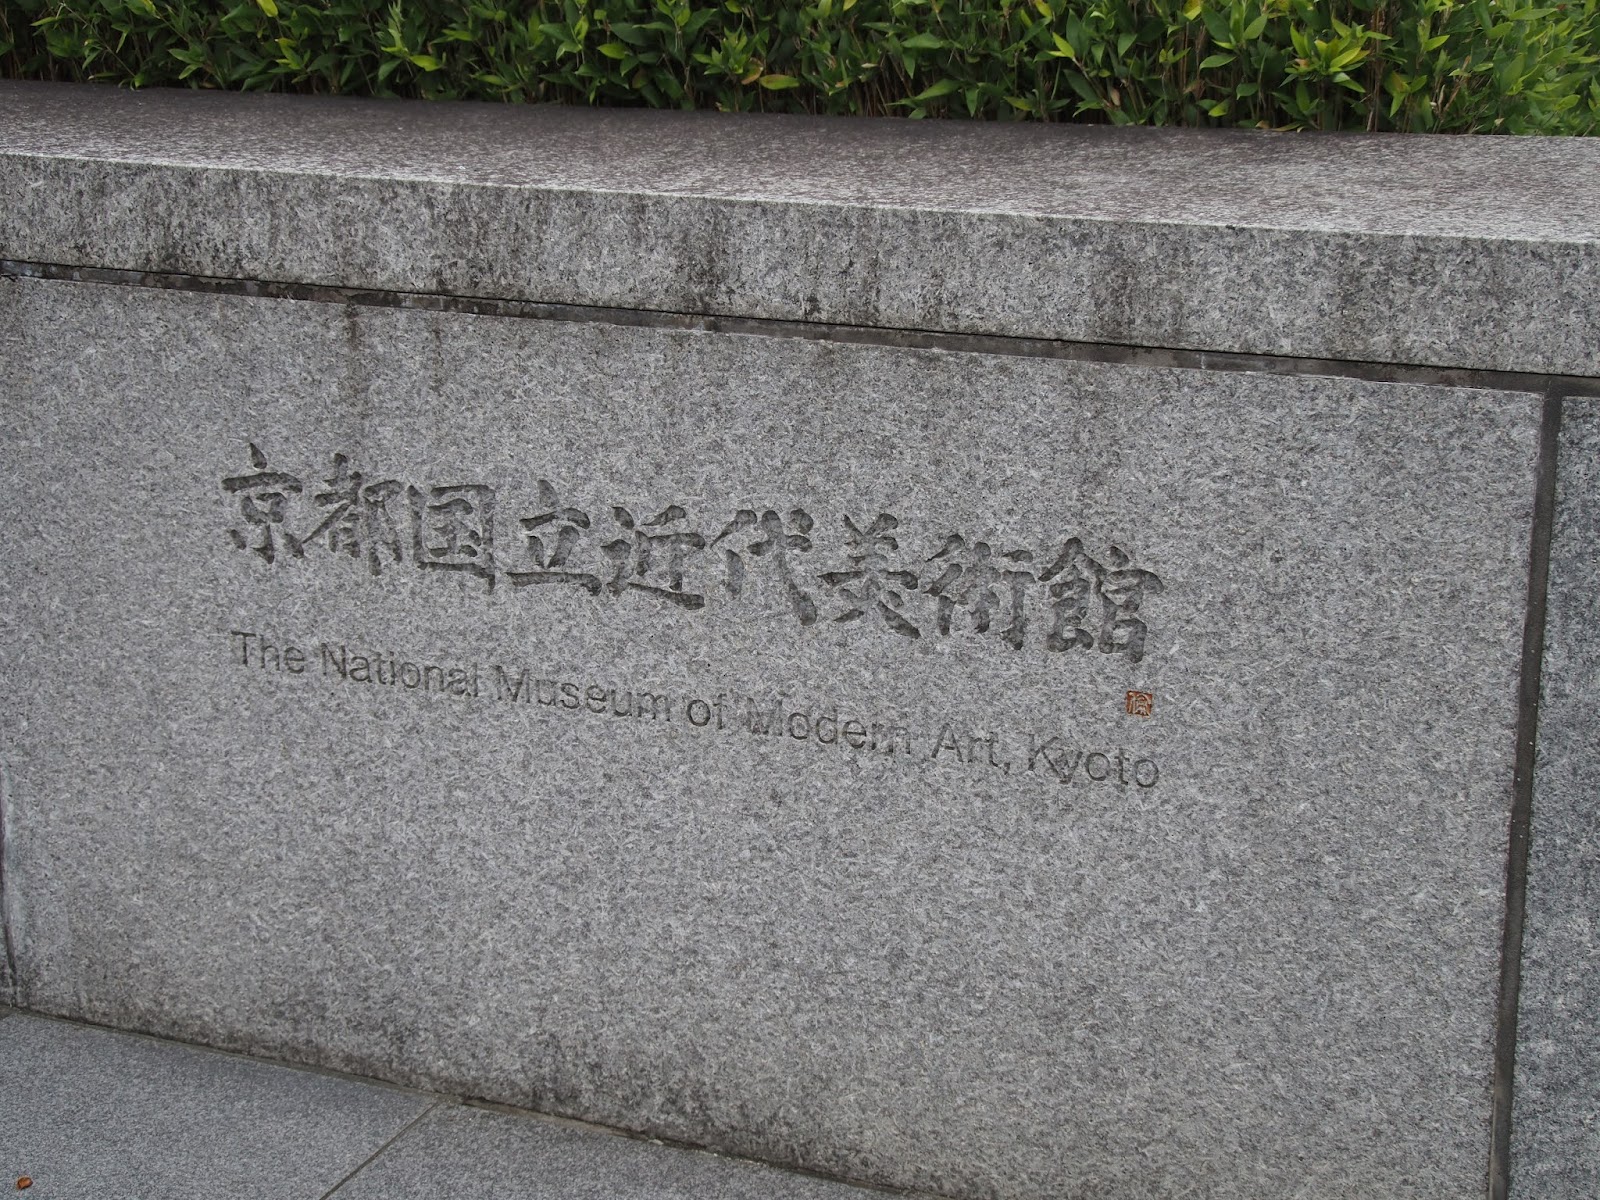 京都国立近代美術館
The National Museum of Modern Art, Kyoto